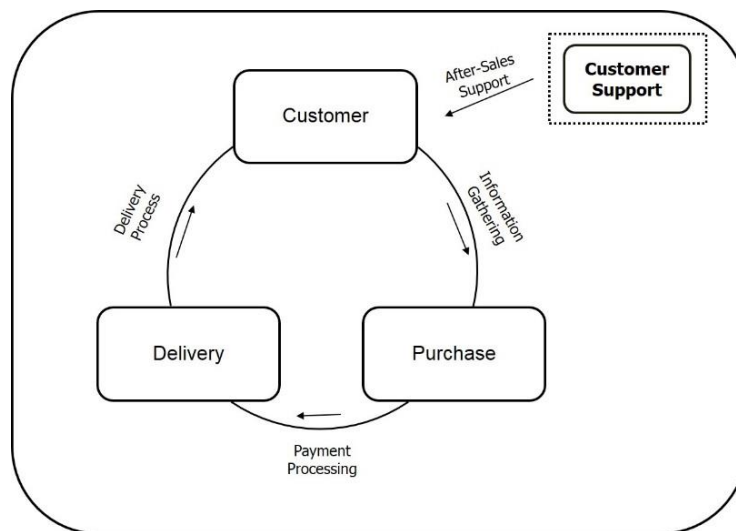 Customer
Support
After-Sales
Support
Customer
Information
Gathering
Delivery
Process
Delivery
Purchase
Payment
Processing